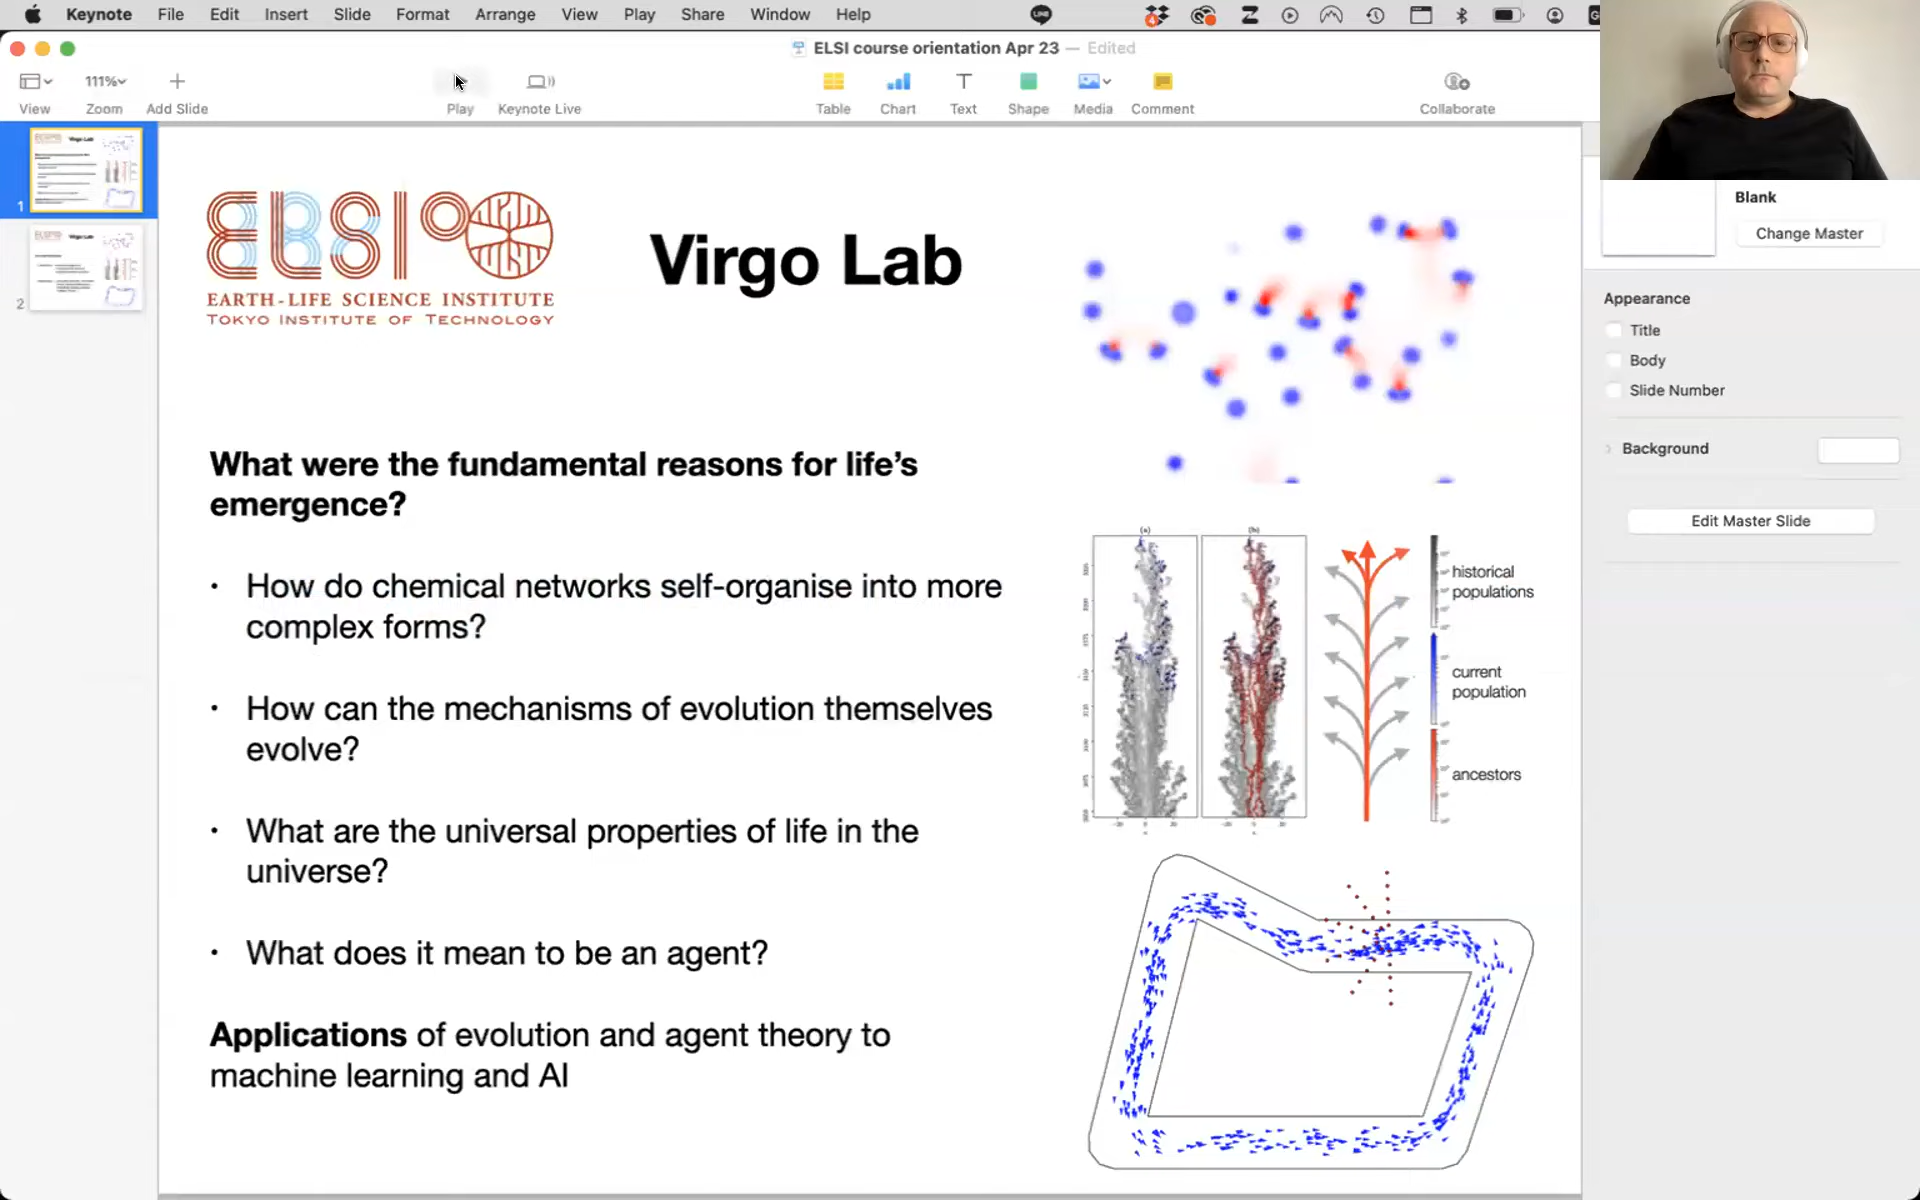 Keynote File Edit Insert Slide Format Arrange View Play Share Window Help
ELSI course orientation Apr 23 — Edited
111%
View Zoom Add Slide Play Keynote Live Table Chart Text Shape Media Comment Collaborate
1
2
ELSI
EARTH-LIFE SCIENCE INSTITUTE
TOKYO INSTITUTE OF TECHNOLOGY
Virgo Lab
What were the fundamental reasons for life's
emergence?
· How do chemical networks self-organise into more
complex forms?
· How can the mechanisms of evolution themselves
evolve?
· What are the universal properties of life in the
universe?
· What does it mean to be an agent?
Applications of evolution and agent theory to
machine learning and AI
(a) (b)
historical
populations
current
population
ancestors
Blank
Change Master
Appearance
Title
Body
Slide Number
Background
Edit Master Slide